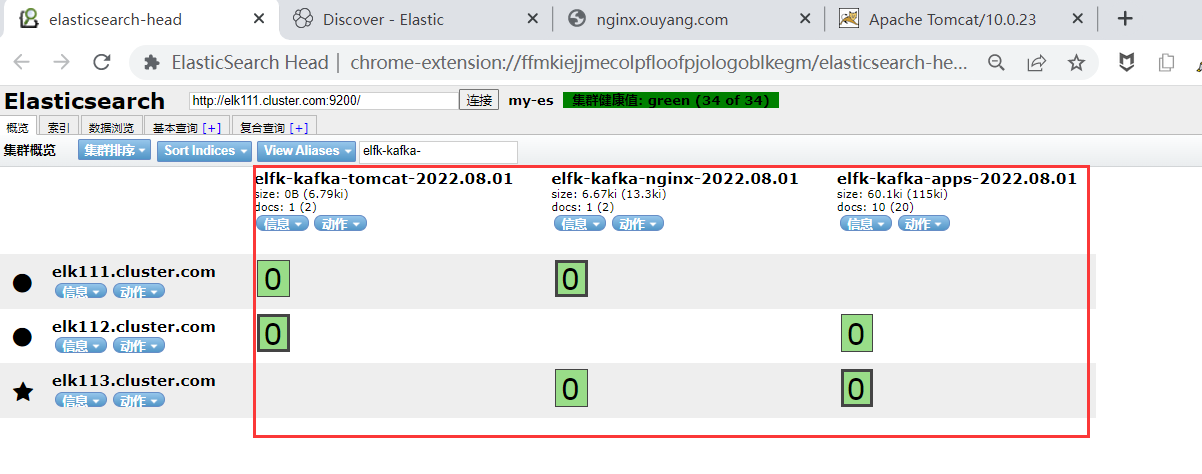 elasticsearch-head
Discover - Elastic
nginx.ouyang.com
Apache Tomcat/10.0.23
ElasticSearch Head | chrome-extension://ffmkiejjmecolpfloofpjologoblkegm/elasticsearch-he...
Elasticsearch http://elk111.cluster.com:9200/ 连接 my-es 集群健康值: green (34 of 34)
概览 索引 数据浏览 基本查询 [+] 复合查询 [+]
集群概览 集群排序 Sort Indices View Aliases elfk-kafka-
elfk-kafka-tomcat-2022.08.01
size: 0B (6.79ki)
docs: 1 (2)
信息 动作
elfk-kafka-nginx-2022.08.01
size: 6.67ki (13.3ki)
docs: 1 (2)
信息 动作
elfk-kafka-apps-2022.08.01
size: 60.1ki (115ki)
docs: 10 (20)
信息 动作
elk111.cluster.com
信息 动作
0 0
elk112.cluster.com
信息 动作
0 0
elk113.cluster.com
信息 动作
0 0